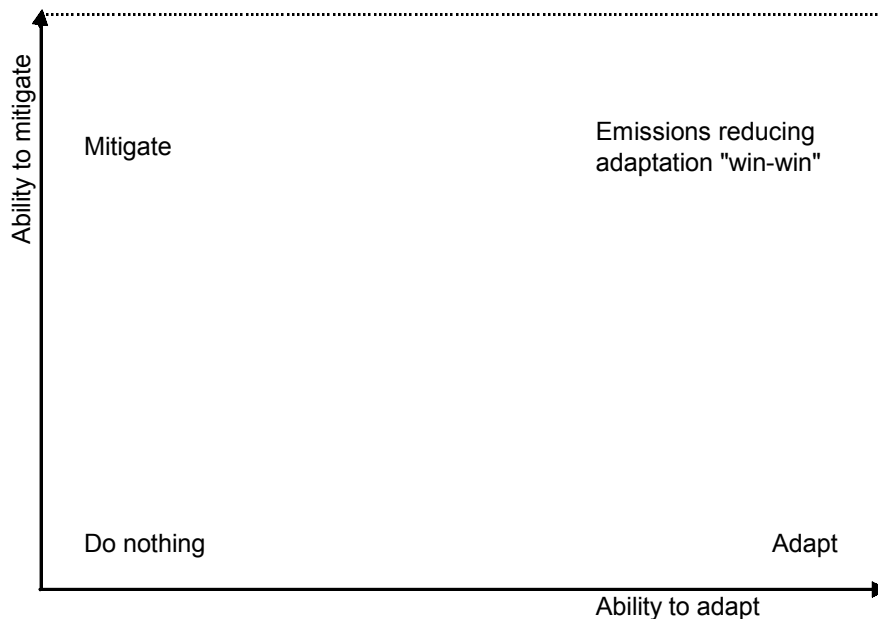 Ability to mitigate
Mitigate
Emissions reducing
adaptation "win-win"
Do nothing
Adapt
Ability to adapt